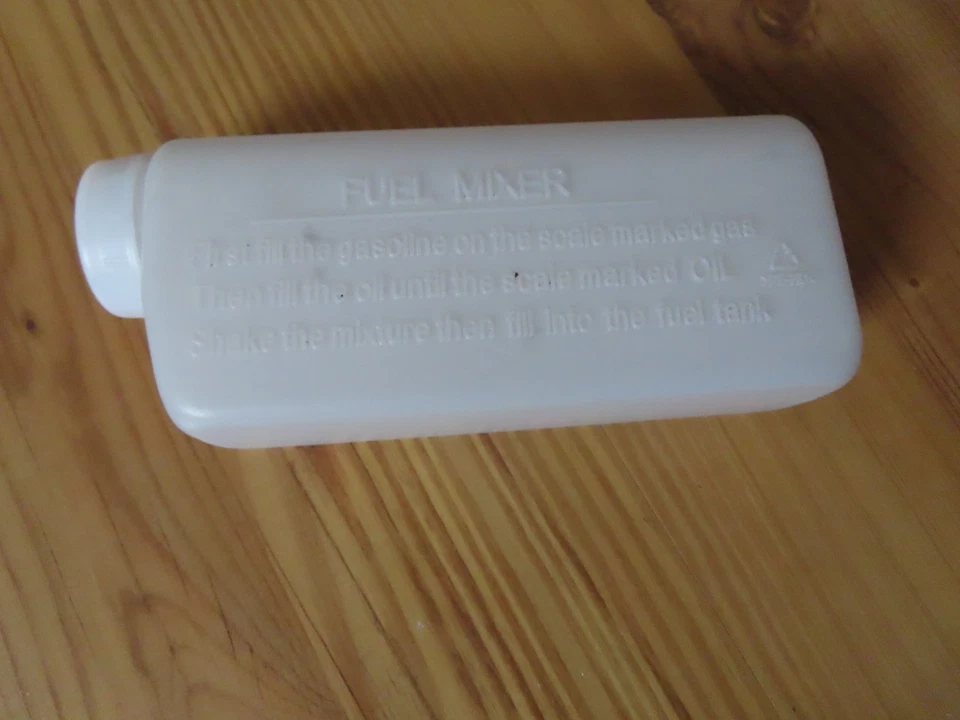 FUEL MIXER
First fill the gasoline on the scale marked gas
Then fill the oil until the scale marked OIL
Shake the mixture then fill into the fuel tank